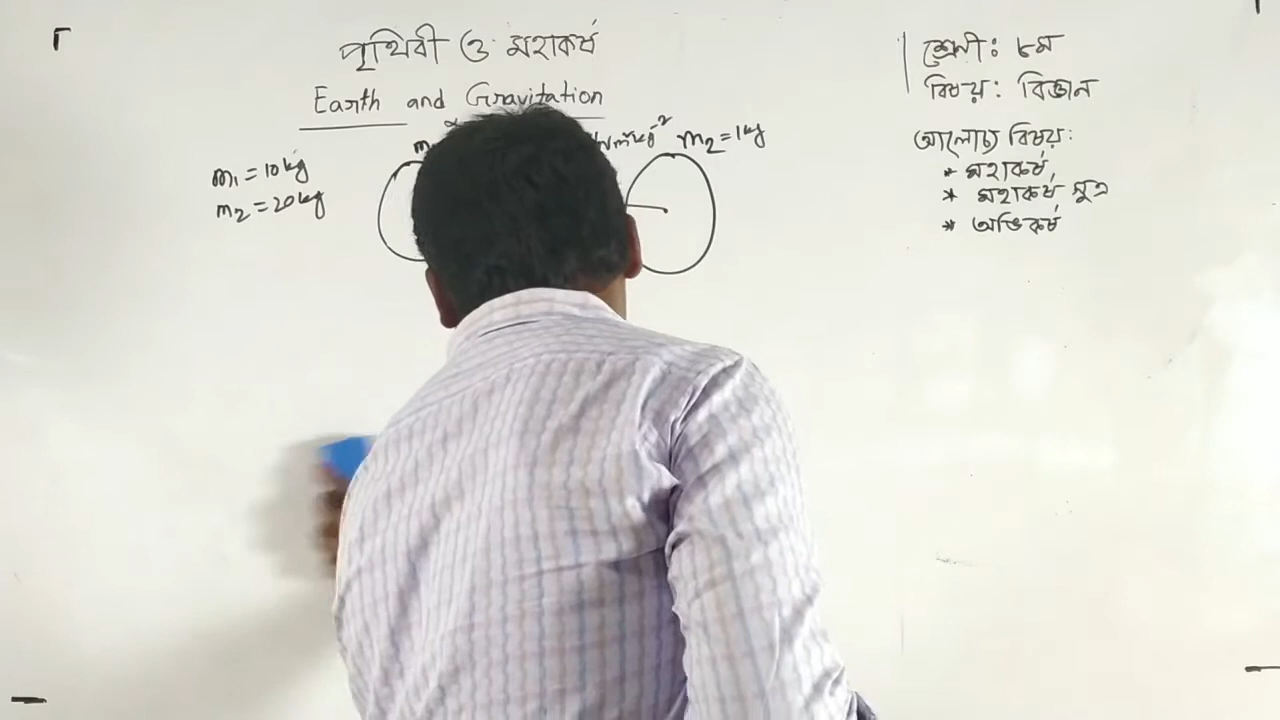 পৃথিবী ও মহাকর্ষ
Earth and Gravitation
m₁ = 10kg
m₂ = 20kg
m₂ = 1kg
শ্রেণী: ৮ম
বিষয়: বিজ্ঞান
আলোচ্য বিষয়:
* মহাকর্ষ,
* মহাকর্ষ সূত্র
* অভিকর্ষ